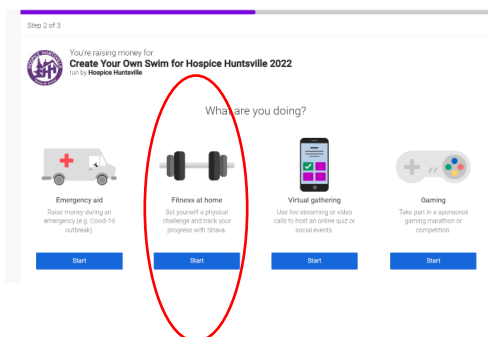 Step 2 of 3
You're raising money for
Create Your Own Swim for Hospice Huntsville 2022
run by Hospice Huntsville
What are you doing?
Emergency aid
Raise money during an
emergency (e.g. Covid-19
outbreak).
Start
Fitness at home
Set yourself a physical
challenge and track your
progress with Strava.
Start
Virtual gathering
Use live streaming or video
calls to host an online quiz or
social events.
Start
Gaming
Take part in a sponsored
gaming marathon or
competition.
Start